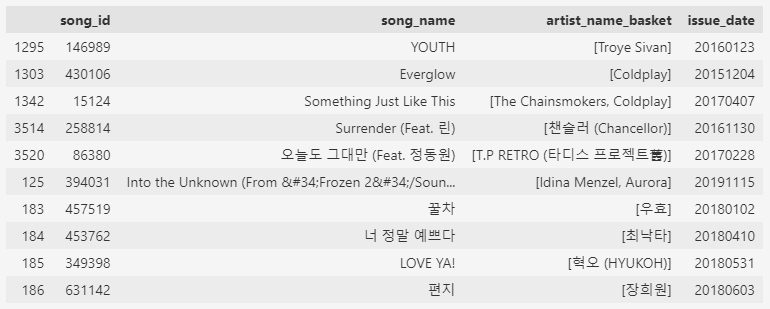 song_id song_name artist_name_basket issue_date
1295 146989 YOUTH [Troye Sivan] 20160123
1303 430106 Everglow [Coldplay] 20151204
1342 15124 Something Just Like This [The Chainsmokers, Coldplay] 20170407
3514 258814 Surrender (Feat. 린) [챈슬러 (Chancellor)] 20161130
3520 86380 오늘도 그대만 (Feat. 정동원) [T.P RETRO (타디스 프로젝트舊)] 20170228
125 394031 Into the Unknown (From &#34;Frozen 2&#34;/Soun... [Idina Menzel, Aurora] 20191115
183 457519 꿀차 [우효] 20180102
184 453762 너 정말 예쁘다 [최낙타] 20180410
185 349398 LOVE YA! [혁오 (HYUKOH)] 20180531
186 631142 편지 [장희원] 20180603